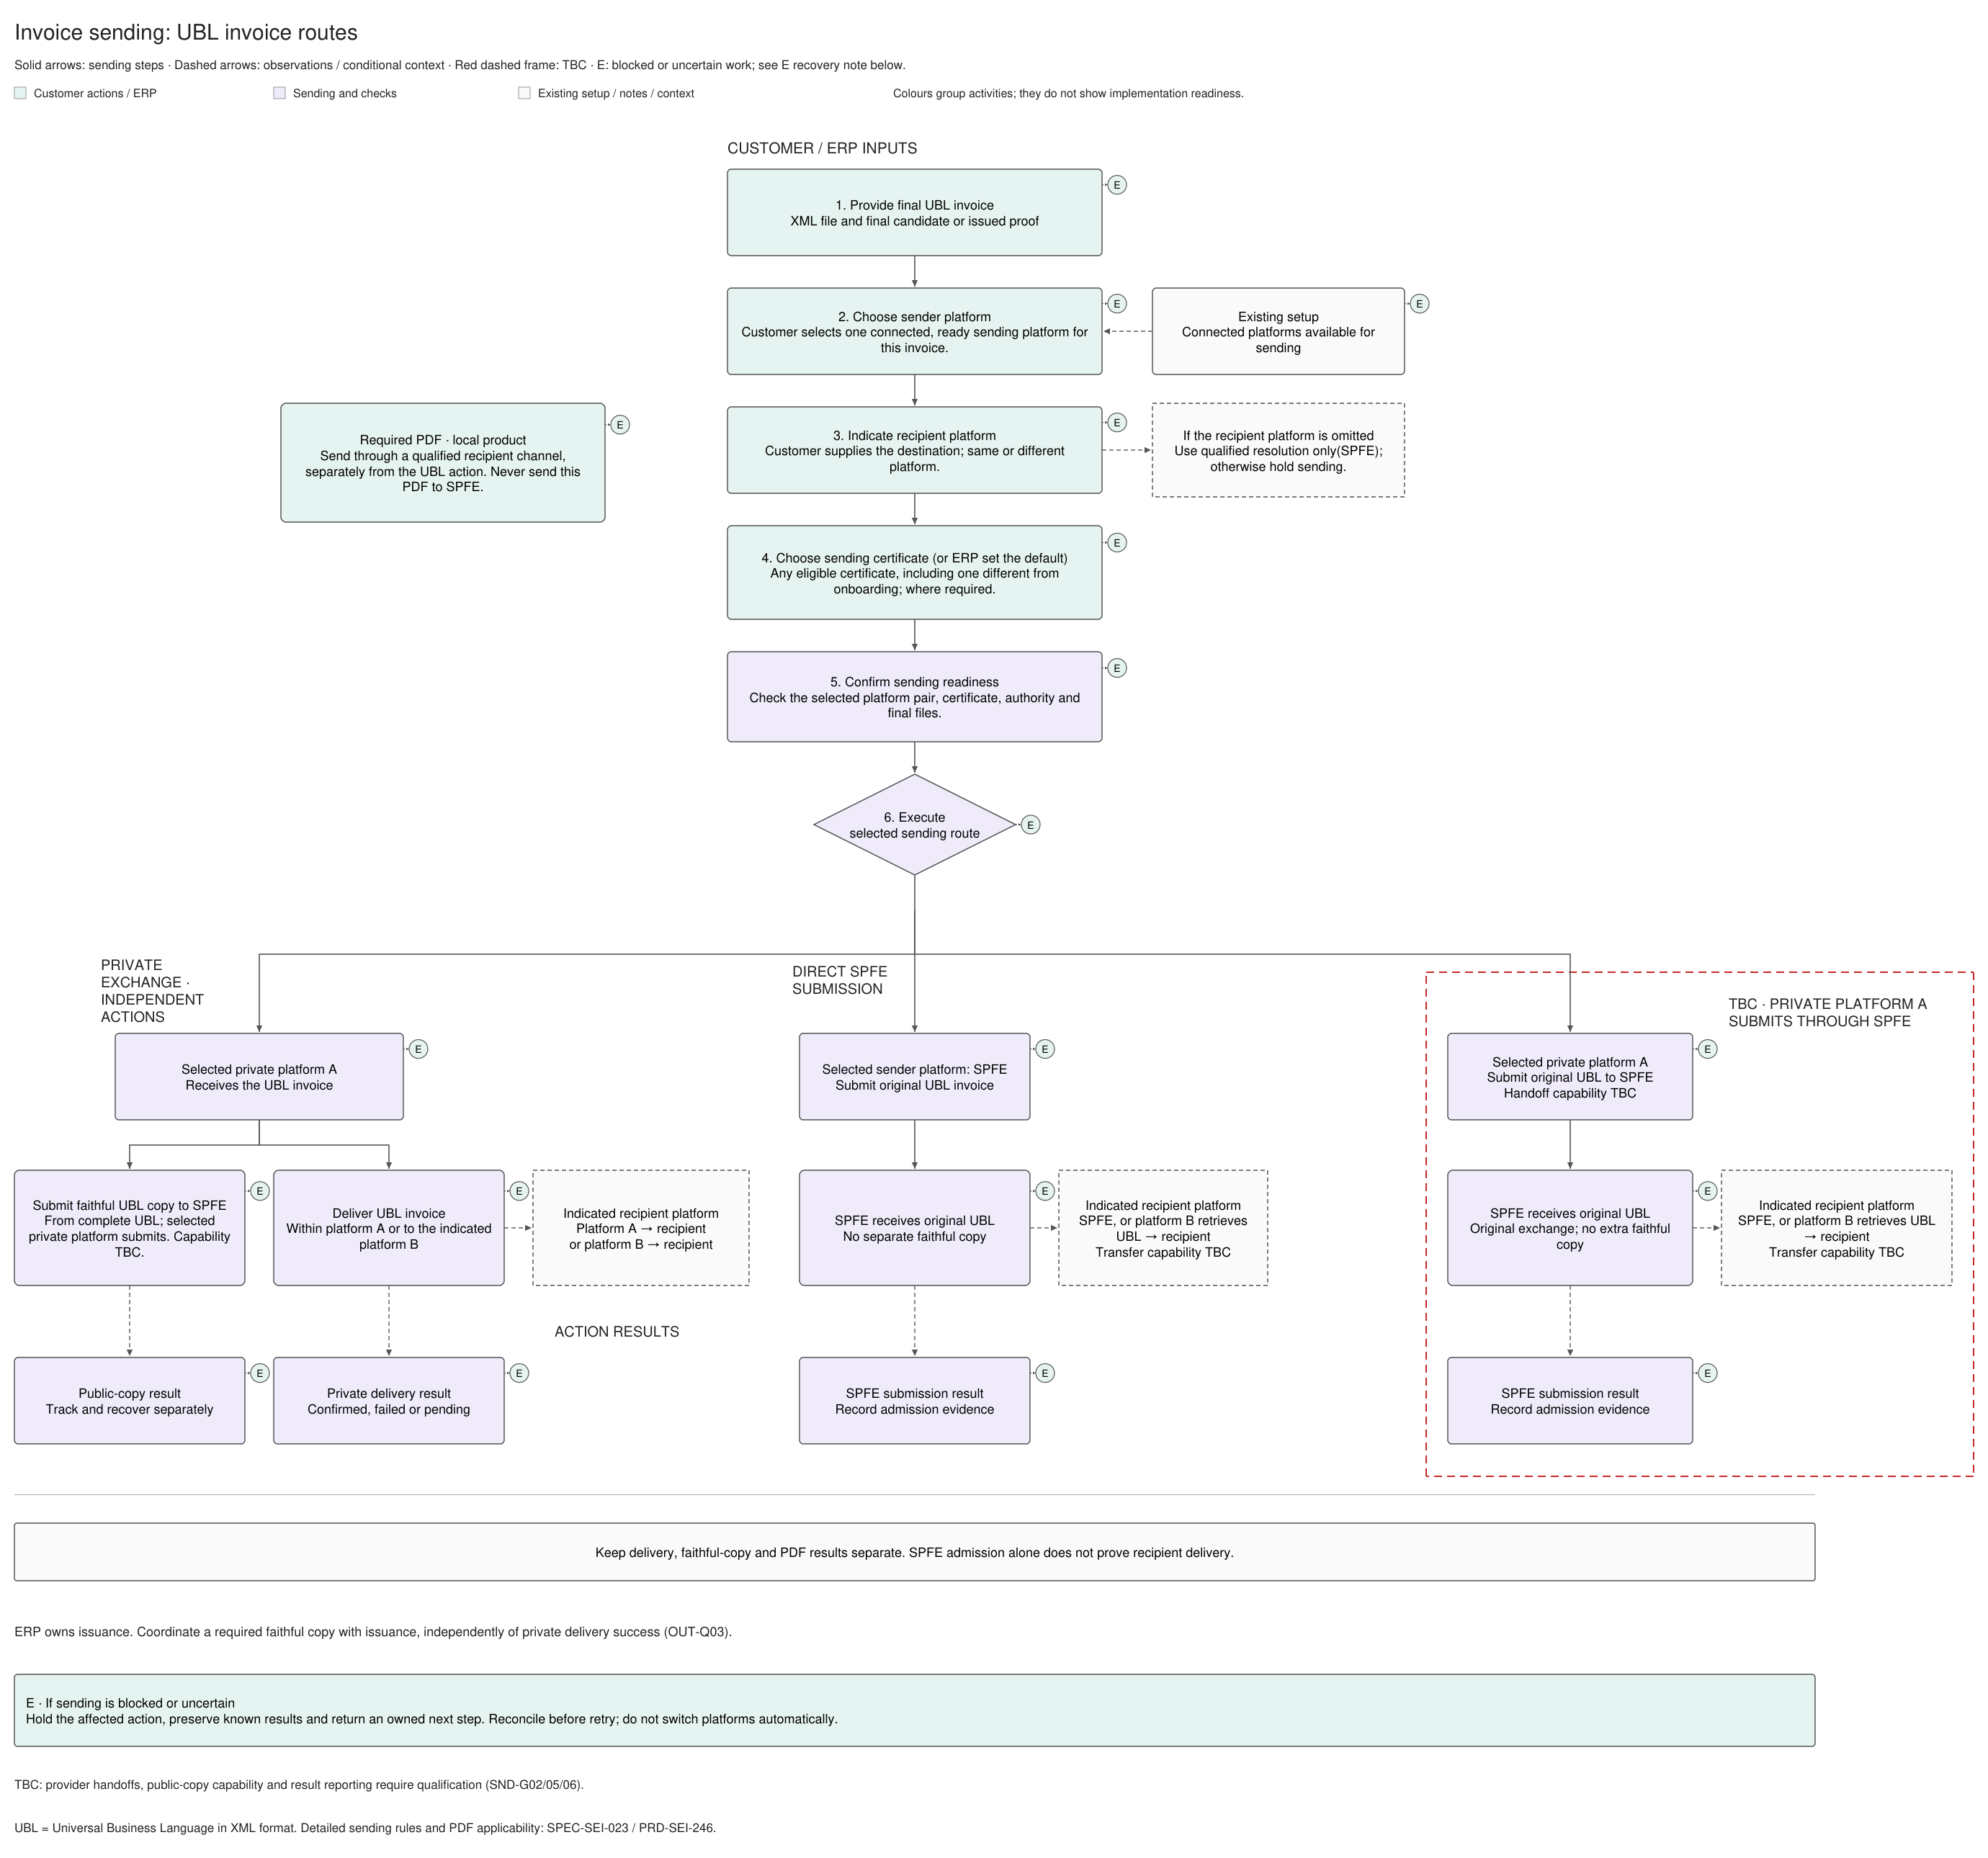 Invoice sending: UBL invoice routes
Solid arrows: sending steps · Dashed arrows: observations / conditional context · Red dashed frame: TBC · E: blocked or uncertain work; see E recovery note below.
Customer actions / ERP
Sending and checks
Existing setup / notes / context
Colours group activities; they do not show implementation readiness.
CUSTOMER / ERP INPUTS
1. Provide final UBL invoice
XML file and final candidate or issued proof
E
2. Choose sender platform
Customer selects one connected, ready sending platform for
this invoice.
E
Existing setup
Connected platforms available for
sending
E
Required PDF · local product
Send through a qualified recipient channel,
separately from the UBL action. Never send this
PDF to SPFE.
E
3. Indicate recipient platform
Customer supplies the destination; same or different
platform.
E
If the recipient platform is omitted
Use qualified resolution only(SPFE);
otherwise hold sending.
4. Choose sending certificate (or ERP set the default)
Any eligible certificate, including one different from
onboarding; where required.
E
5. Confirm sending readiness
Check the selected platform pair, certificate, authority and
final files.
E
6. Execute
selected sending route
E
PRIVATE
EXCHANGE ·
INDEPENDENT
ACTIONS
DIRECT SPFE
SUBMISSION
TBC · PRIVATE PLATFORM A
SUBMITS THROUGH SPFE
Selected private platform A
Receives the UBL invoice
E
Selected sender platform: SPFE
Submit original UBL invoice
E
Selected private platform A
Submit original UBL to SPFE
Handoff capability TBC
E
Submit faithful UBL copy to SPFE
From complete UBL; selected
private platform submits. Capability
TBC.
E
Deliver UBL invoice
Within platform A or to the indicated
platform B
E
Indicated recipient platform
Platform A → recipient
or platform B → recipient
SPFE receives original UBL
No separate faithful copy
E
Indicated recipient platform
SPFE, or platform B retrieves
UBL → recipient
Transfer capability TBC
SPFE receives original UBL
Original exchange; no extra faithful
copy
E
Indicated recipient platform
SPFE, or platform B retrieves UBL
→ recipient
Transfer capability TBC
ACTION RESULTS
Public-copy result
Track and recover separately
E
Private delivery result
Confirmed, failed or pending
E
SPFE submission result
Record admission evidence
E
SPFE submission result
Record admission evidence
E
Keep delivery, faithful-copy and PDF results separate. SPFE admission alone does not prove recipient delivery.
ERP owns issuance. Coordinate a required faithful copy with issuance, independently of private delivery success (OUT-Q03).
E · If sending is blocked or uncertain
Hold the affected action, preserve known results and return an owned next step. Reconcile before retry; do not switch platforms automatically.
TBC: provider handoffs, public-copy capability and result reporting require qualification (SND-G02/05/06).
UBL = Universal Business Language in XML format. Detailed sending rules and PDF applicability: SPEC-SEI-023 / PRD-SEI-246.